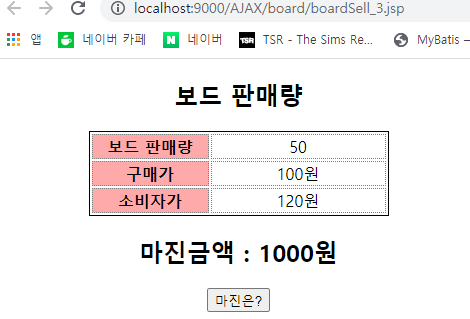 localhost:9000/AJAX/board/boardSell_3.jsp
앱 네이버 카페 N 네이버 TSR TSR - The Sims Re... MyBatis –
보드 판매량
보드 판매량 50
구매가 100원
소비자가 120원
마진금액 : 1000원
마진은?